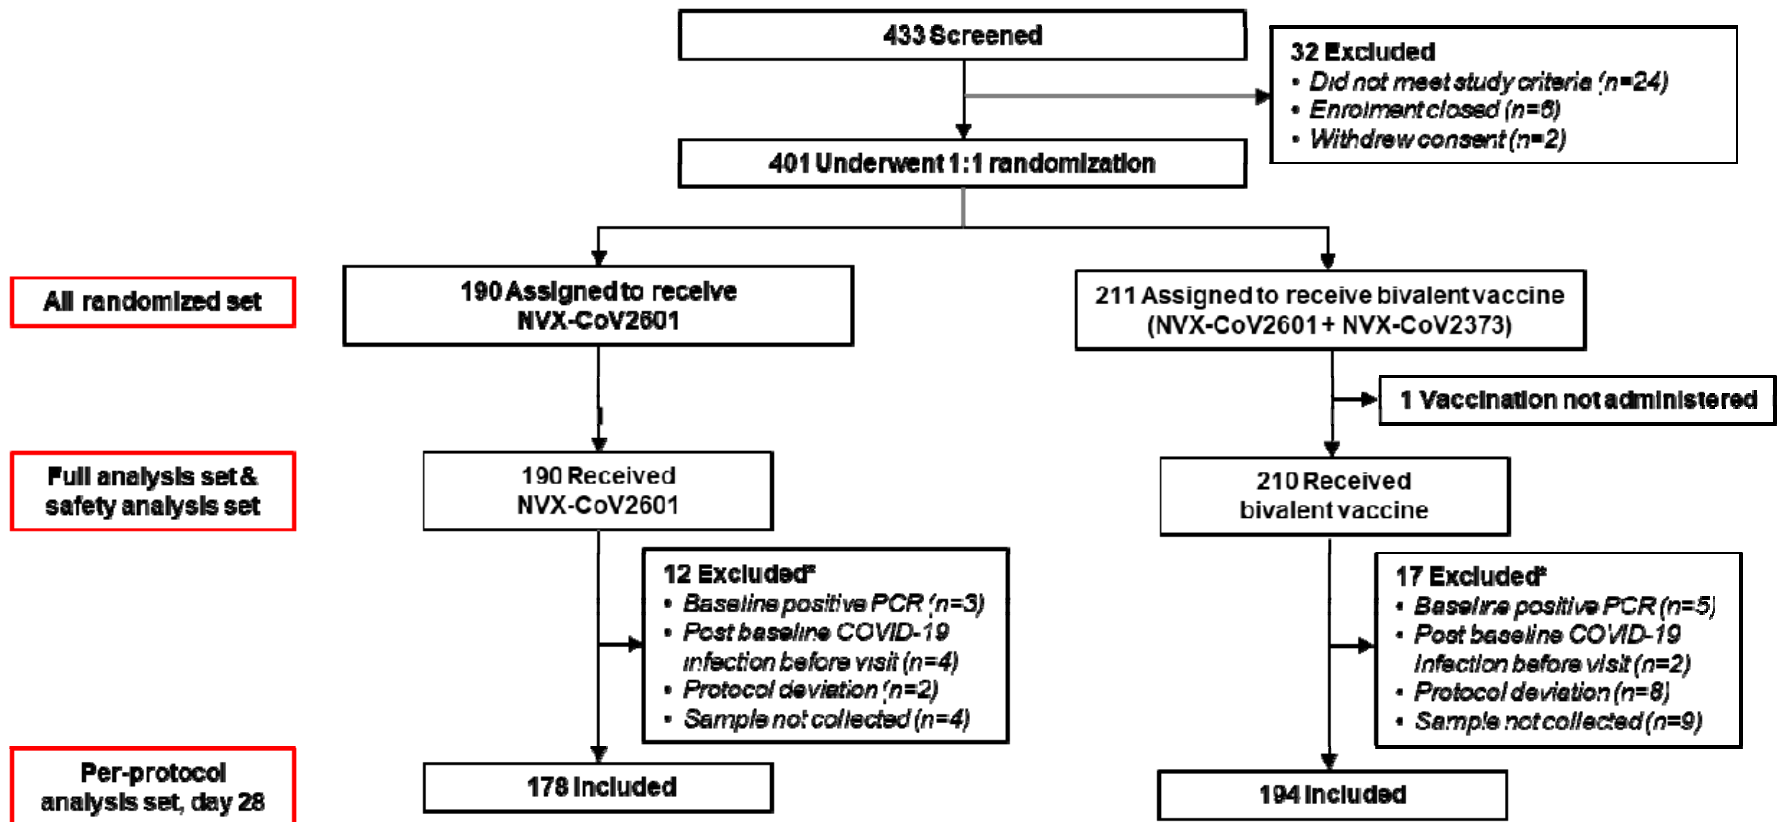 433 Screened
32 Excluded
• Did not meet study criteria (n=24)
• Enrolment closed (n=6)
• Withdrew consent (n=2)
401 Underwent 1:1 randomization
All randomized set
190 Assigned to receive
NVX-CoV2601
211 Assigned to receive bivalent vaccine
(NVX-CoV2601 + NVX-CoV2373)
1 Vaccination not administered
Full analysis set &
safety analysis set
190 Received
NVX-CoV2601
210 Received
bivalent vaccine
12 Excluded*
• Baseline positive PCR (n=3)
• Post baseline COVID-19
infection before visit (n=4)
• Protocol deviation (n=2)
• Sample not collected (n=4)
17 Excluded*
• Baseline positive PCR (n=5)
• Post baseline COVID-19
infection before visit (n=2)
• Protocol deviation (n=8)
• Sample not collected (n=9)
Per-protocol
analysis set, day 28
178 Included
194 Included